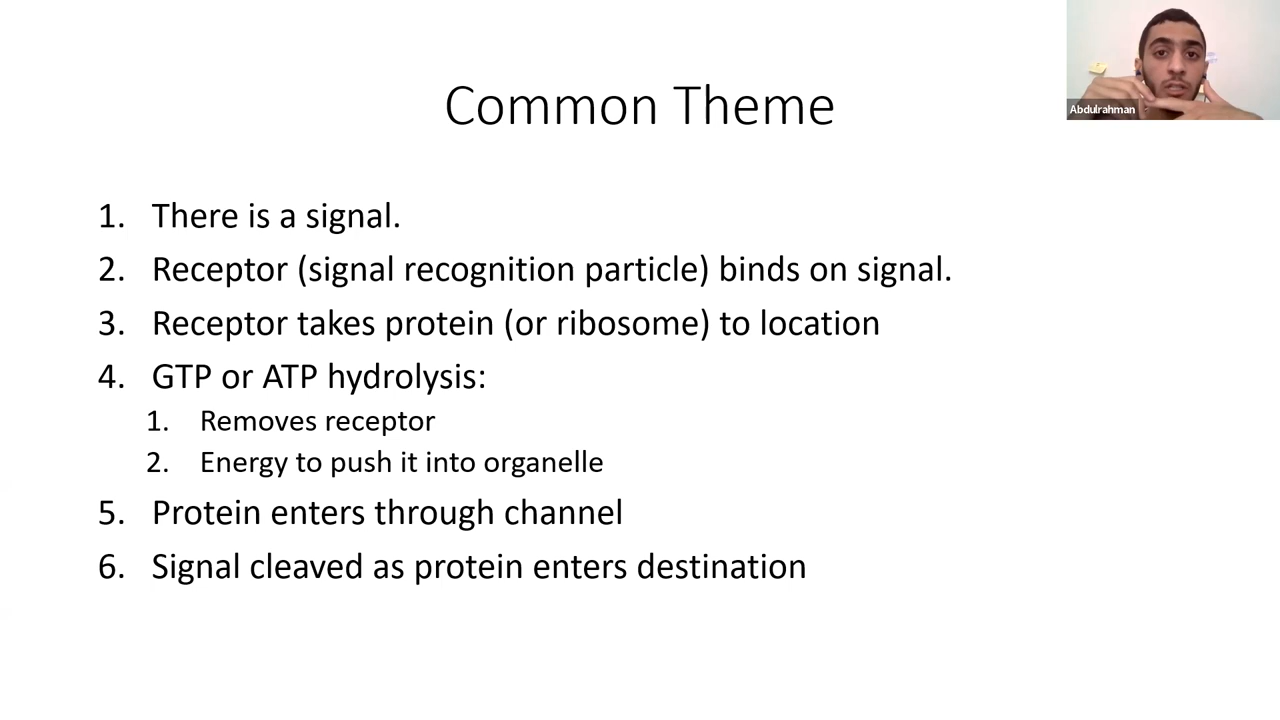 Common Theme
Abdulrahman
1. There is a signal.
2. Receptor (signal recognition particle) binds on signal.
3. Receptor takes protein (or ribosome) to location
4. GTP or ATP hydrolysis:
1. Removes receptor
2. Energy to push it into organelle
5. Protein enters through channel
6. Signal cleaved as protein enters destination